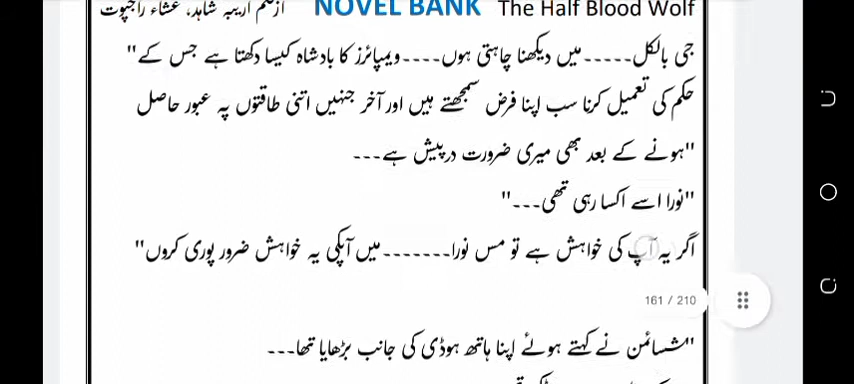 ازقلم اریبہ شاہد، عشاء راجپوت NOVEL BANK The Half Blood Wolf
جی بالکل-----میں دیکھنا چاہتی ہوں----ویمپائرز کا بادشاہ کیسا دکھتا ہے جس کے"
حکم کی تعمیل کرنا سب اپنا فرض سمجھتے ہیں اور آخر جنہیں اتنی طاقتوں پہ عبور حاصل
"ہونے کے بعد بھی میری ضرورت درپیش ہے---
"نورا اسے اکسا رہی تھی---"
اگر یہ آپ کی خواہش ہے تو مس نورا-------میں آپکی یہ خواہش ضرور پوری کروں"
161 / 210
"شسائمن نے کہتے ہوئے اپنا ہاتھ ہوڈی کی جانب بڑھایا تھا---